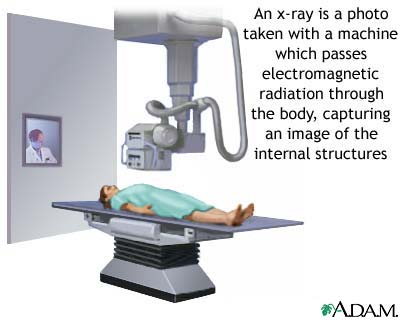 An x-ray is a photo
taken with a machine
which passes
electromagnetic
radiation through
the body, capturing
an image of the
internal structures
A.D.A.M.